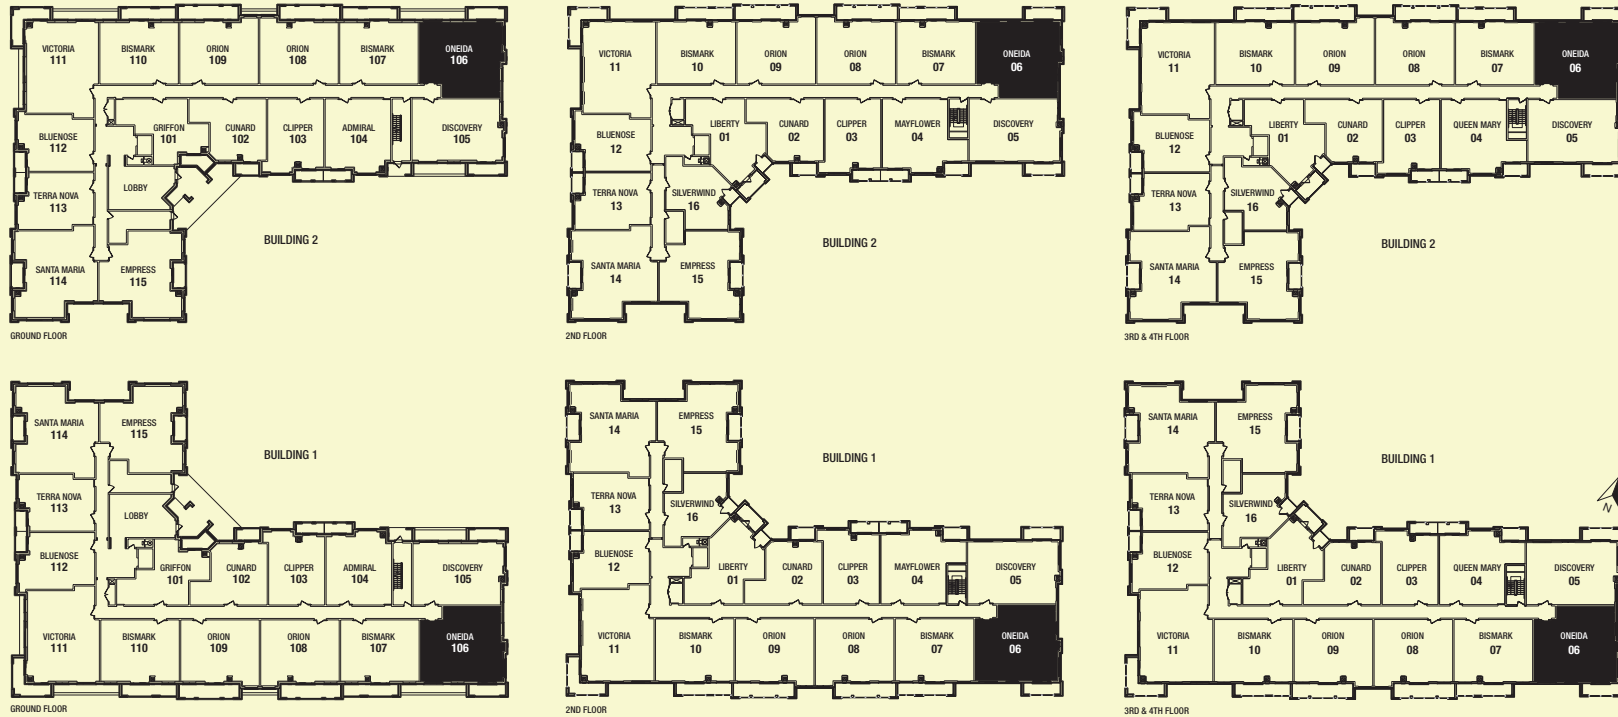 VICTORIA
111
BISMARK
110
ORION
109
ORION
108
BISMARK
107
ONEIDA
106
BLUENOSE
112
GRIFFON
101
CUNARD
102
CLIPPER
103
ADMIRAL
104
DISCOVERY
105
TERRA NOVA
113
LOBBY
SANTA MARIA
114
EMPRESS
115
BUILDING 2
GROUND FLOOR
VICTORIA
11
BISMARK
10
ORION
09
ORION
08
BISMARK
07
ONEIDA
06
BLUENOSE
12
LIBERTY
01
CUNARD
02
CLIPPER
03
MAYFLOWER
04
DISCOVERY
05
TERRA NOVA
13
SILVERWIND
16
SANTA MARIA
14
EMPRESS
15
BUILDING 2
2ND FLOOR
VICTORIA
11
BISMARK
10
ORION
09
ORION
08
BISMARK
07
ONEIDA
06
BLUENOSE
12
LIBERTY
01
CUNARD
02
CLIPPER
03
QUEEN MARY
04
DISCOVERY
05
TERRA NOVA
13
SILVERWIND
16
SANTA MARIA
14
EMPRESS
15
BUILDING 2
3RD & 4TH FLOOR
SANTA MARIA
114
EMPRESS
115
BUILDING 1
TERRA NOVA
113
LOBBY
BLUENOSE
112
GRIFFON
101
CUNARD
102
CLIPPER
103
ADMIRAL
104
DISCOVERY
105
VICTORIA
111
BISMARK
110
ORION
109
ORION
108
BISMARK
107
ONEIDA
106
GROUND FLOOR
SANTA MARIA
14
EMPRESS
15
BUILDING 1
TERRA NOVA
13
SILVERWIND
16
BLUENOSE
12
LIBERTY
01
CUNARD
02
CLIPPER
03
MAYFLOWER
04
DISCOVERY
05
VICTORIA
11
BISMARK
10
ORION
09
ORION
08
BISMARK
07
ONEIDA
06
2ND FLOOR
SANTA MARIA
14
EMPRESS
15
BUILDING 1
TERRA NOVA
13
SILVERWIND
16
N
BLUENOSE
12
LIBERTY
01
CUNARD
02
CLIPPER
03
QUEEN MARY
04
DISCOVERY
05
VICTORIA
11
BISMARK
10
ORION
09
ORION
08
BISMARK
07
ONEIDA
06
3RD & 4TH FLOOR